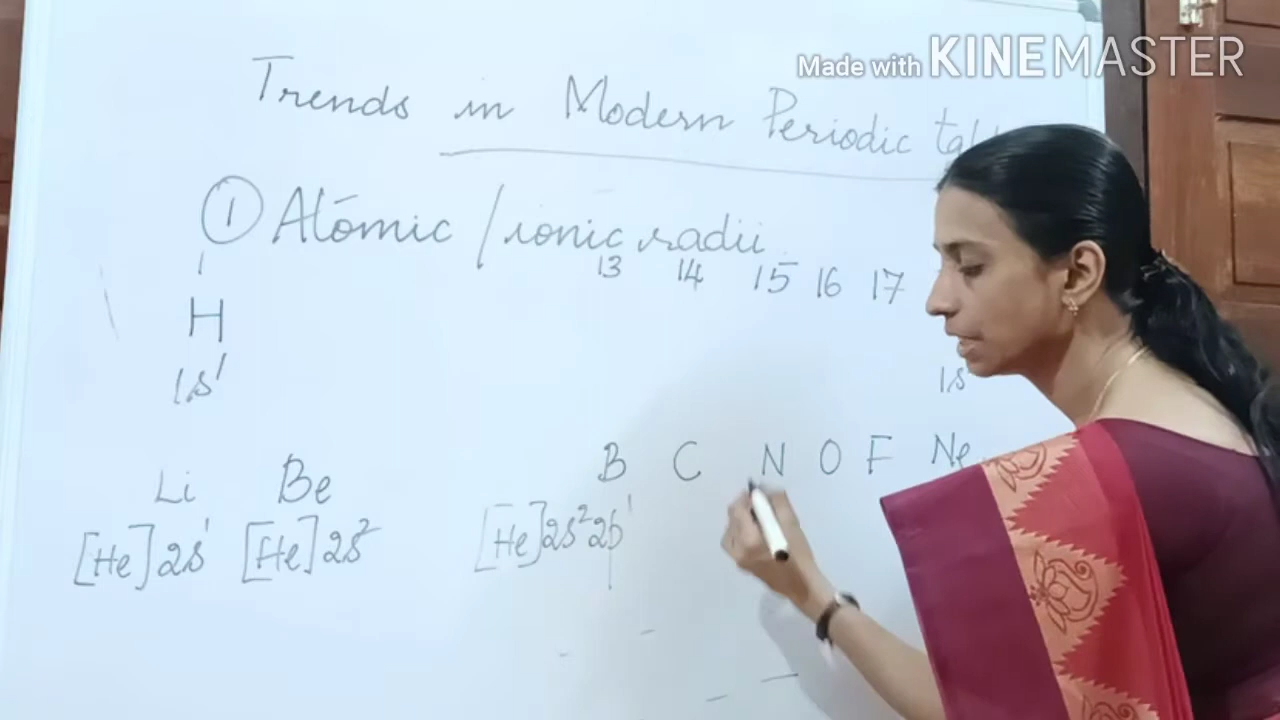 Made with KINEMASTER
Trends in Modern Periodic
① Atomic / ionic radii
1 13 14 15 16 17
H
1s¹ 1s
B C N O F Ne
Li Be
[He]2s¹ [He]2s² [He]2s²2p¹